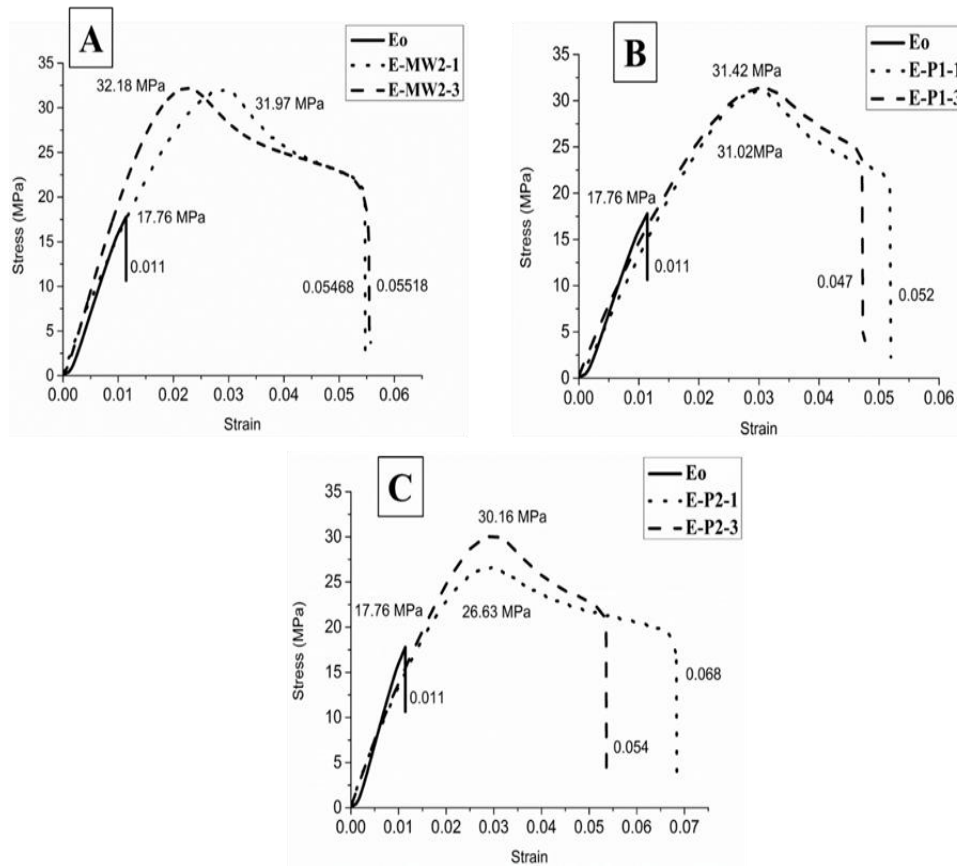 A
Eo
E-MW2-1
E-MW2-3
32.18 MPa
31.97 MPa
17.76 MPa
0.011
0.05468
0.05518
35
30
25
20
15
10
5
0
Stress (MPa)
0.00 0.01 0.02 0.03 0.04 0.05 0.06
Strain
B
Eo
E-P1-1
E-P1-3
31.42 MPa
31.02MPa
17.76 MPa
0.011
0.047
0.052
35
30
25
20
15
10
5
0
Stress (MPa)
0.00 0.01 0.02 0.03 0.04 0.05 0.06
Strain
C
Eo
E-P2-1
E-P2-3
30.16 MPa
17.76 MPa
26.63 MPa
0.011
0.054
0.068
35
30
25
20
15
10
5
0
Stress (MPa)
0.00 0.01 0.02 0.03 0.04 0.05 0.06 0.07
Strain